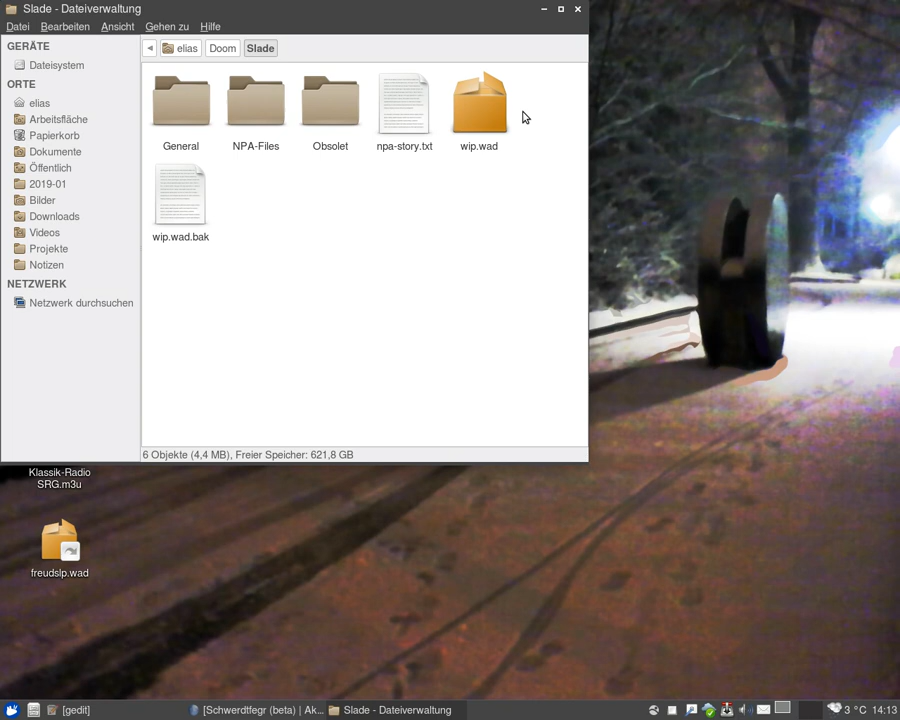 Slade - Dateiverwaltung
Datei Bearbeiten Ansicht Gehen zu Hilfe
GERÄTE
Dateisystem
ORTE
elias
Arbeitsfläche
Papierkorb
Dokumente
Öffentlich
2019-01
Bilder
Downloads
Videos
Projekte
Notizen
NETZWERK
Netzwerk durchsuchen
elias Doom Slade
General NPA-Files Obsolet npa-story.txt wip.wad
wip.wad.bak
6 Objekte (4,4 MB), Freier Speicher: 621,8 GB
Klassik-Radio
SRG.m3u
freudslp.wad
[gedit] [Schwerdtfegr (beta) | Ak... Slade - Dateiverwaltung 3 °C 14:13